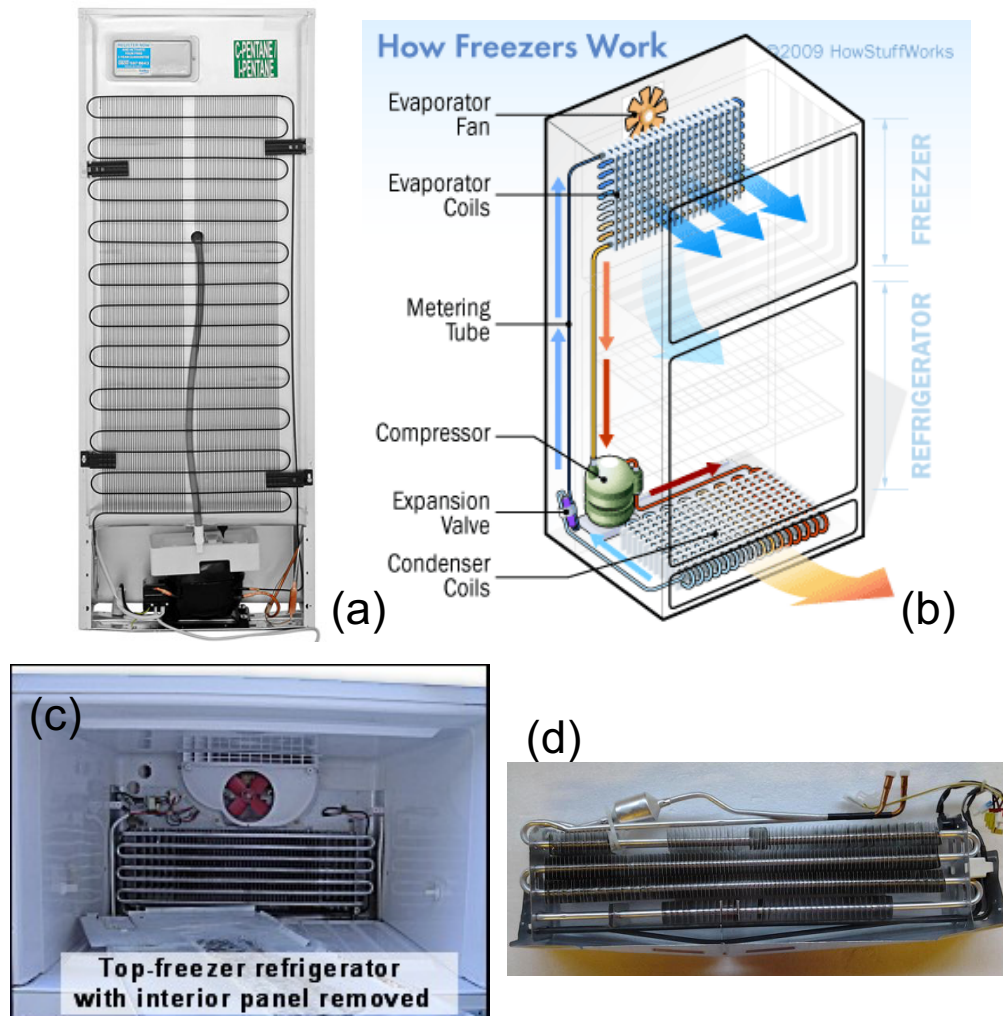 C-PENTANE
I-PENTANE
(a)
How Freezers Work
©2009 HowStuffWorks
Evaporator
Fan
Evaporator
Coils
Metering
Tube
Compressor
Expansion
Valve
Condenser
Coils
FREEZER
REFRIGERATOR
(b)
(c)
Top-freezer refrigerator
with interior panel removed
(d)